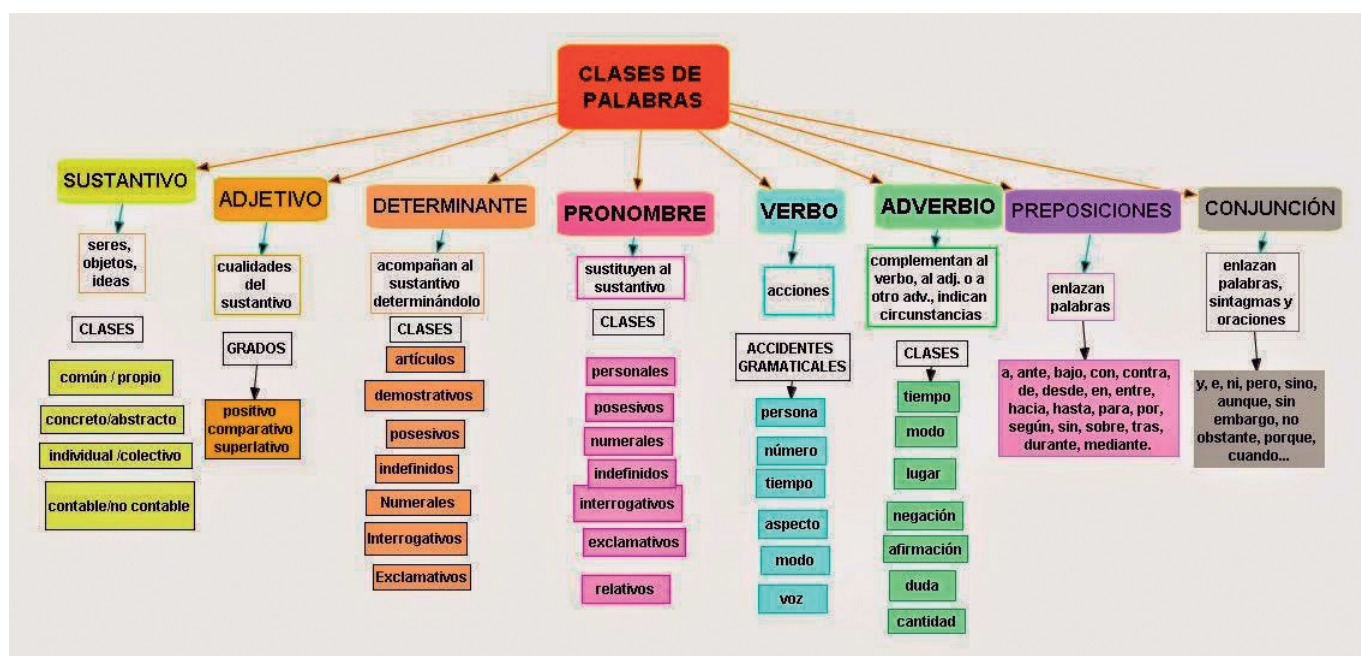 CLASES DE
PALABRAS
SUSTANTIVO
seres,
objetos,
ideas
CLASES
común / propio
concreto/abstracto
individual /colectivo
contable/no contable
ADJETIVO
cualidades
del
sustantivo
GRADOS
positivo
comparativo
superlativo
DETERMINANTE
acompañan al
sustantivo
determinándolo
CLASES
artículos
demostrativos
posesivos
indefinidos
Numerales
Interrogativos
Exclamativos
PRONOMBRE
sustituyen al
sustantivo
CLASES
personales
posesivos
numerales
indefinidos
interrogativos
exclamativos
relativos
VERBO
acciones
ACCIDENTES
GRAMATICALES
persona
número
tiempo
aspecto
modo
voz
ADVERBIO
complementan al
verbo, al adj. o a
otro adv., indican
circunstancias
CLASES
tiempo
modo
lugar
negación
afirmación
duda
cantidad
PREPOSICIONES
enlazan
palabras
a, ante, bajo, con, contra,
de, desde, en, entre,
hacia, hasta, para, por,
según, sin, sobre, tras,
durante, mediante.
CONJUNCIÓN
enlazan
palabras,
sintagmas y
oraciones
y, e, ni, pero, sino,
aunque, sin
embargo, no
obstante, porque,
cuando...